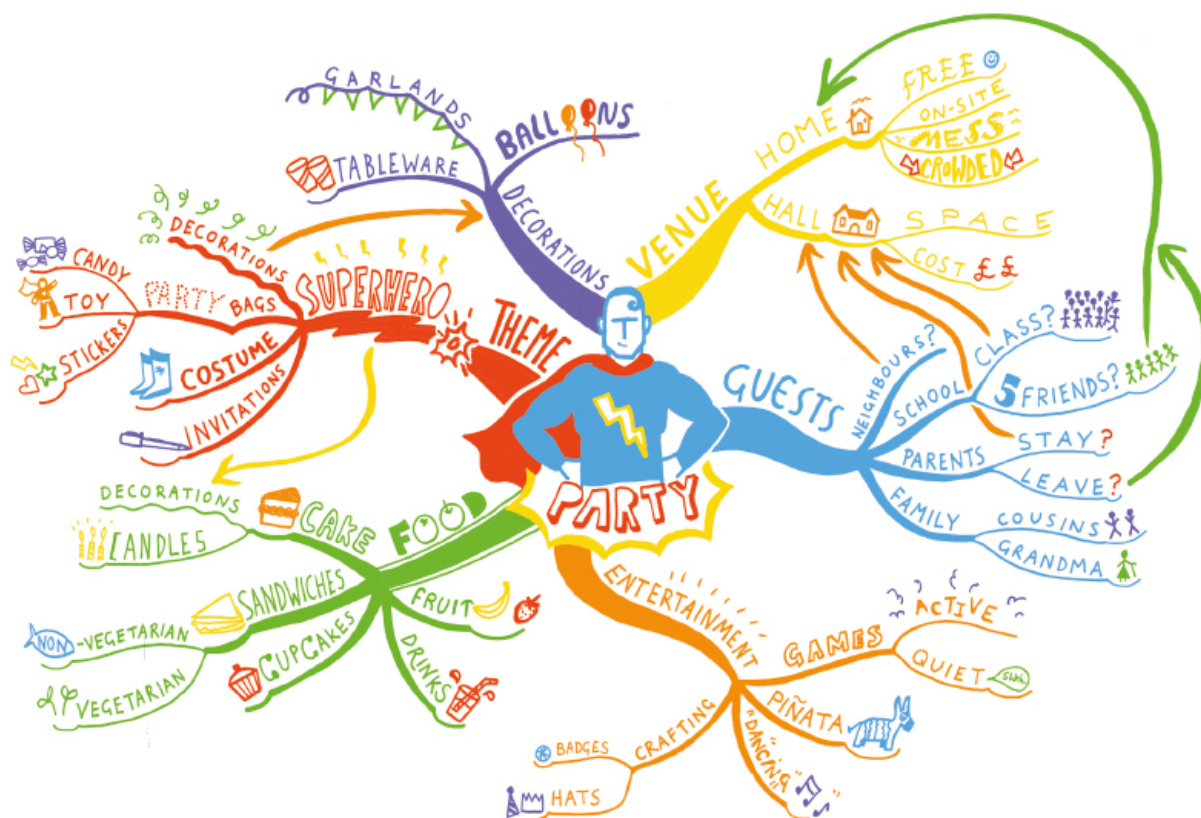 PARTY
VENUE
HOME
FREE
ON-SITE
MESS
CROWDED
HALL
SPACE
COST ££
GUESTS
NEIGHBOURS?
SCHOOL
CLASS?
5 FRIENDS?
PARENTS
STAY?
LEAVE?
FAMILY
COUSINS
GRANDMA
ENTERTAINMENT
GAMES
ACTIVE
QUIET
Shhh
PIÑATA
"DANCING"
CRAFTING
BADGES
HATS
FOOD
FRUIT
DRINKS
CUPCAKES
SANDWICHES
NON-VEGETARIAN
VEGETARIAN
CAKE
DECORATIONS
CANDLES
THEME
SUPERHERO
DECORATIONS
PARTY BAGS
CANDY
TOY
STICKERS
COSTUME
INVITATIONS
DECORATIONS
GARLANDS
TABLEWARE
BALLOONS